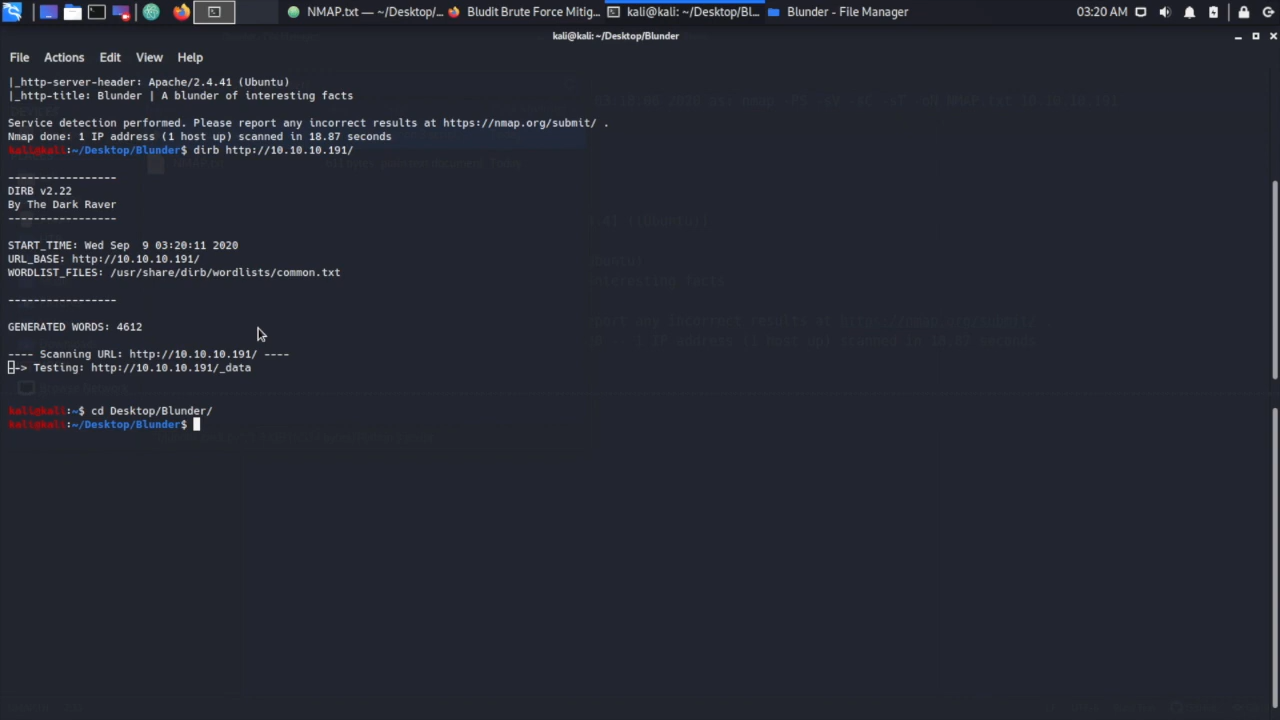 NMAP.txt — ~/Desktop/...
Bludit Brute Force Mitig...
kali@kali: ~/Desktop/Bl...
Blunder - File Manager
03:20 AM
kali@kali: ~/Desktop/Blunder
File Actions Edit View Help
|_http-server-header: Apache/2.4.41 (Ubuntu)
|_http-title: Blunder | A blunder of interesting facts
Service detection performed. Please report any incorrect results at https://nmap.org/submit/ .
Nmap done: 1 IP address (1 host up) scanned in 18.87 seconds
kali@kali:~/Desktop/Blunder$ dirb http://10.10.10.191/
-----------------
DIRB v2.22
By The Dark Raver
-----------------
START_TIME: Wed Sep  9 03:20:11 2020
URL_BASE: http://10.10.10.191/
WORDLIST_FILES: /usr/share/dirb/wordlists/common.txt
-----------------
GENERATED WORDS: 4612
---- Scanning URL: http://10.10.10.191/ ----
--> Testing: http://10.10.10.191/_data
kali@kali:~$ cd Desktop/Blunder/
kali@kali:~/Desktop/Blunder$